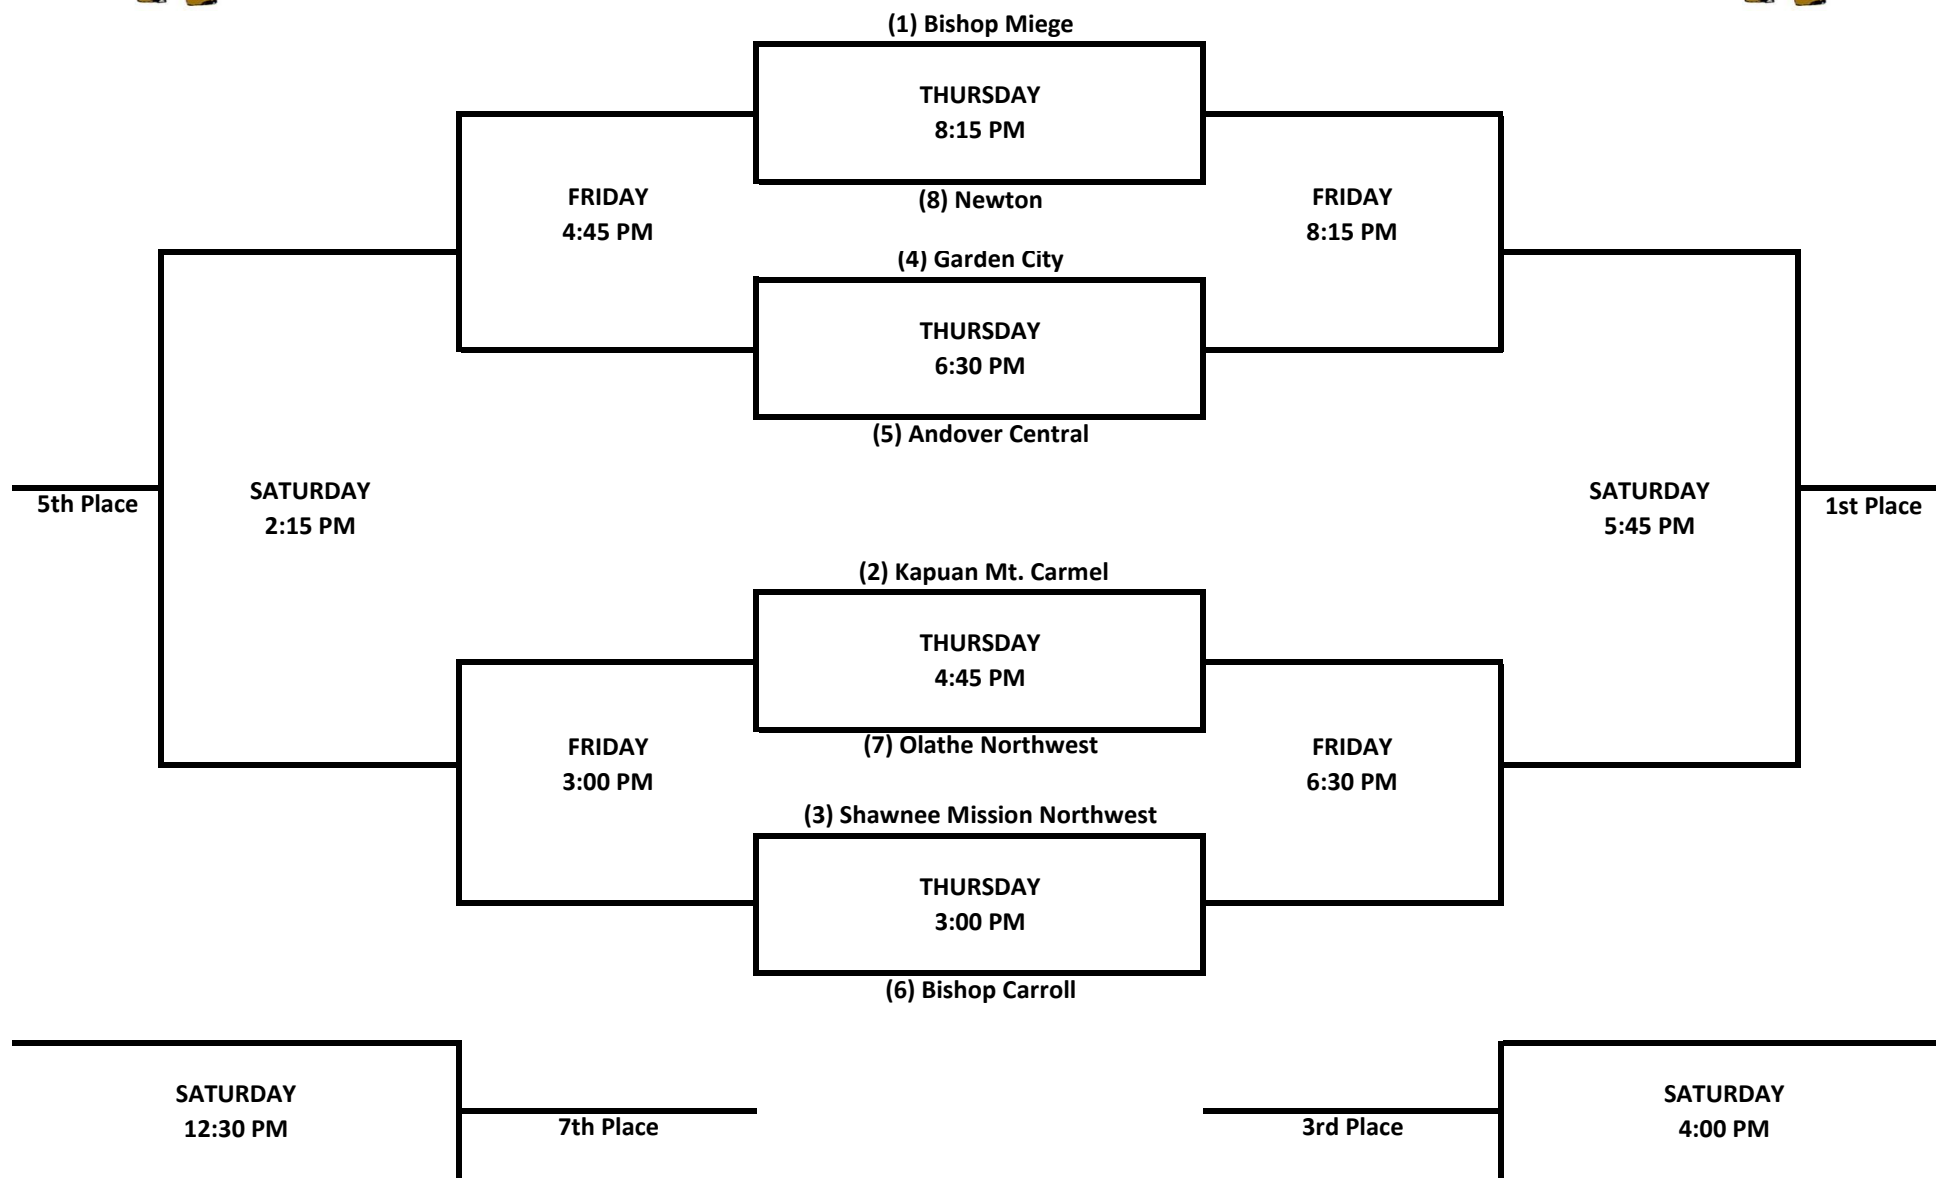 (1) Bishop Miege
THURSDAY
8:15 PM
(8) Newton
FRIDAY
4:45 PM
FRIDAY
8:15 PM
(4) Garden City
THURSDAY
6:30 PM
(5) Andover Central
5th Place
SATURDAY
2:15 PM
SATURDAY
5:45 PM
1st Place
(2) Kapuan Mt. Carmel
THURSDAY
4:45 PM
(7) Olathe Northwest
FRIDAY
3:00 PM
FRIDAY
6:30 PM
(3) Shawnee Mission Northwest
THURSDAY
3:00 PM
(6) Bishop Carroll
SATURDAY
12:30 PM
7th Place
3rd Place
SATURDAY
4:00 PM